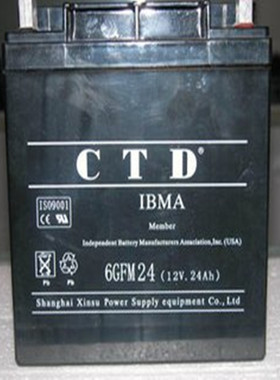 CTD®
IBMA
ISO9001
Member
CE
Independent Battery Manufacturers Association,Inc. (USA)
6GFM24 (12V.24Ah)
Pb Pb
Shanghai Xinsu Power Supply equipment Co.,Ltd